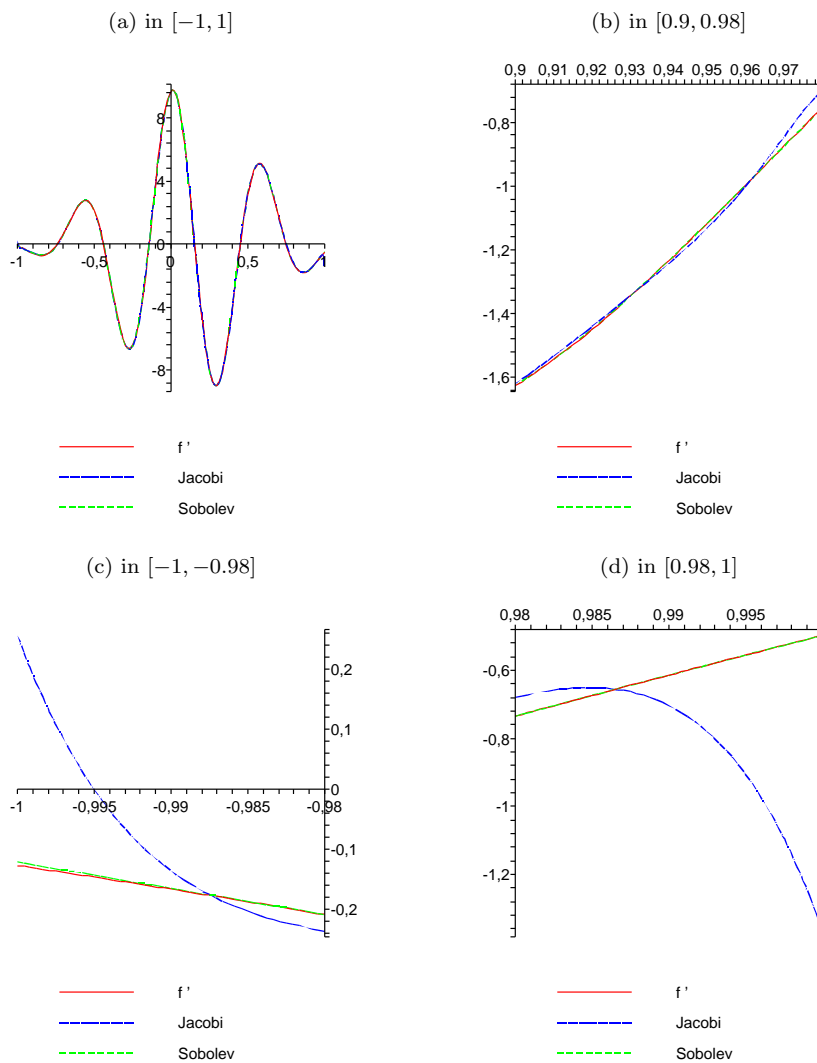 (a) in [−1, 1]
8
4
0
-1
-0,5
0
0,5
1
-4
-8
f '
Jacobi
Sobolev
(b) in [0.9, 0.98]
0,9 0,91 0,92 0,93 0,94 0,95 0,96 0,97
-0,8
-1
-1,2
-1,4
-1,6
f '
Jacobi
Sobolev
(c) in [−1, −0.98]
0,2
0,1
0
-1 -0,995 -0,99 -0,985 -0,98
-0,1
-0,2
f '
Jacobi
Sobolev
(d) in [0.98, 1]
0,98 0,985 0,99 0,995
-0,6
-0,8
-1
-1,2
f '
Jacobi
Sobolev